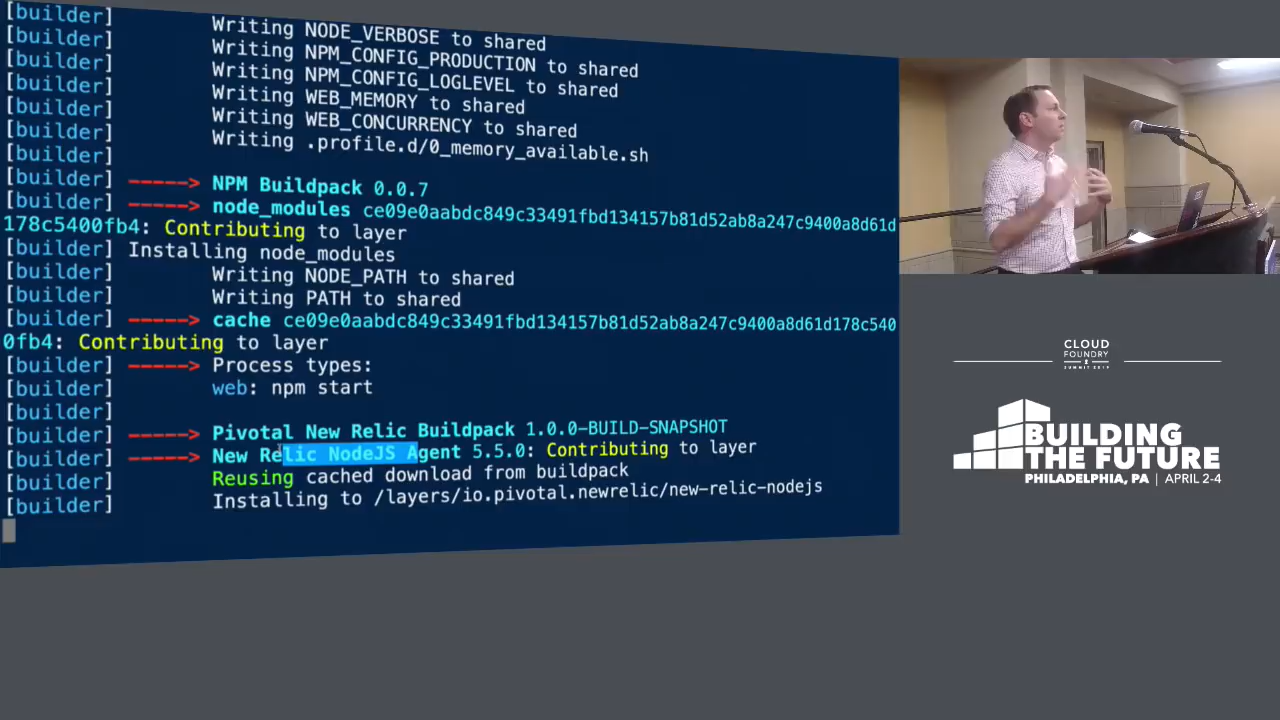 [builder]
[builder] Writing NODE_VERBOSE to shared
[builder] Writing NPM_CONFIG_PRODUCTION to shared
[builder] Writing NPM_CONFIG_LOGLEVEL to shared
[builder] Writing WEB_MEMORY to shared
[builder] Writing WEB_CONCURRENCY to shared
[builder] Writing .profile.d/0_memory_available.sh
[builder] -----> NPM Buildpack 0.0.7
[builder] -----> node_modules ce09e0aabdc849c33491fbd134157b81d52ab8a247c9400a8d61d
178c5400fb4: Contributing to layer
[builder] Installing node_modules
[builder] Writing NODE_PATH to shared
[builder] Writing PATH to shared
[builder] -----> cache ce09e0aabdc849c33491fbd134157b81d52ab8a247c9400a8d61d178c540
0fb4: Contributing to layer
[builder] -----> Process types:
[builder] web: npm start
[builder]
[builder] -----> Pivotal New Relic Buildpack 1.0.0-BUILD-SNAPSHOT
[builder] -----> New Relic NodeJS Agent 5.5.0: Contributing to layer
[builder] Reusing cached download from buildpack
[builder] Installing to /layers/io.pivotal.newrelic/new-relic-nodejs
CLOUD
FOUNDRY
SUMMIT 2019
BUILDING
THE FUTURE
PHILADELPHIA, PA | APRIL 2-4